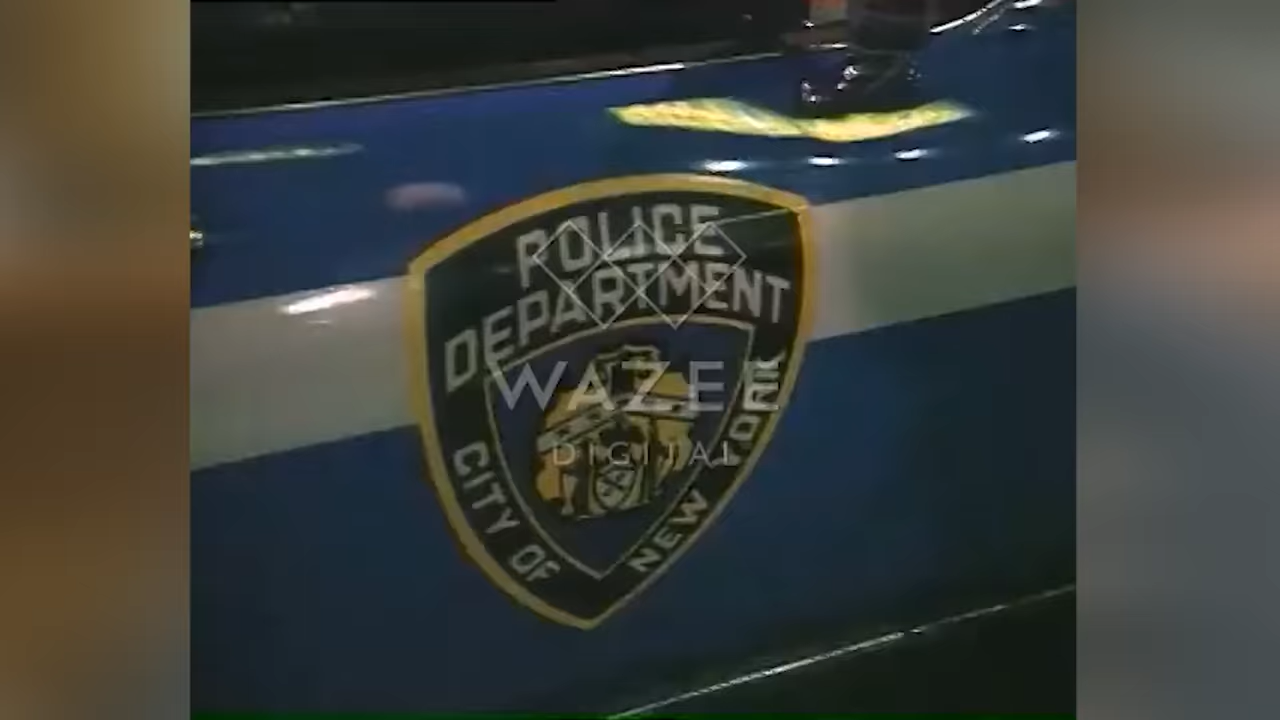 POLICE
DEPARTMENT
CITY OF
NEW YORK
WAZEE
DIGITAL